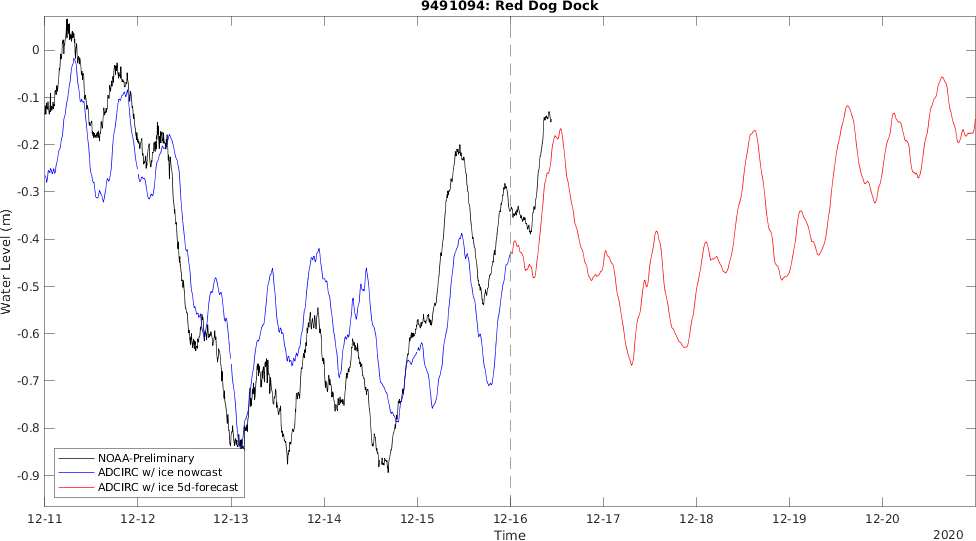 9491094: Red Dog Dock
Water Level (m)
0
-0.1
-0.2
-0.3
-0.4
-0.5
-0.6
-0.7
-0.8
-0.9
NOAA-Preliminary
ADCIRC w/ ice nowcast
ADCIRC w/ ice 5d-forecast
12-11 12-12 12-13 12-14 12-15 12-16 12-17 12-18 12-19 12-20
Time
2020